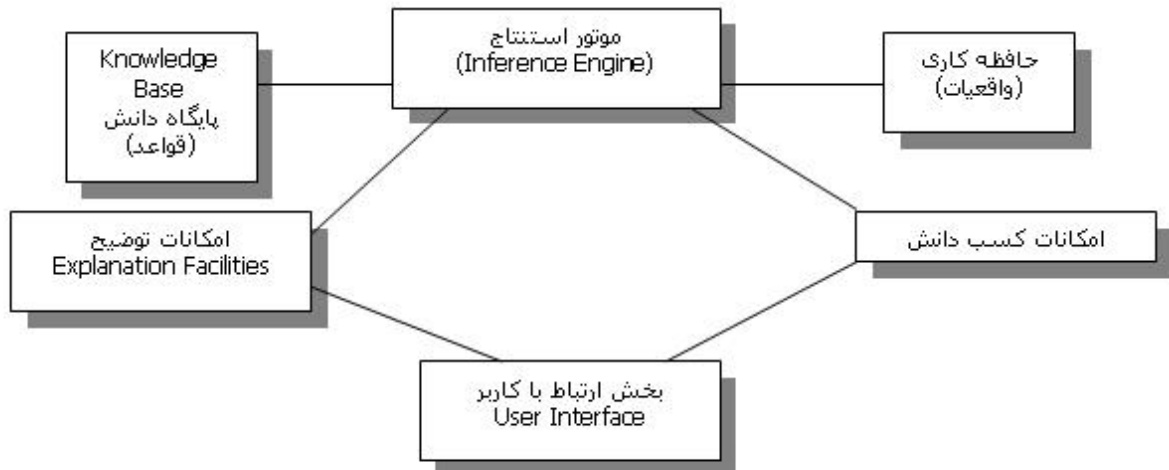 موتور استنتاج
(Inference Engine)
Knowledge
Base
پایگاه دانش
(قواعد)
حافظه کاری
(واقعیات)
امکانات توضیح
Explanation Facilities
امکانات کسب دانش
بخش ارتباط با کاربر
User Interface